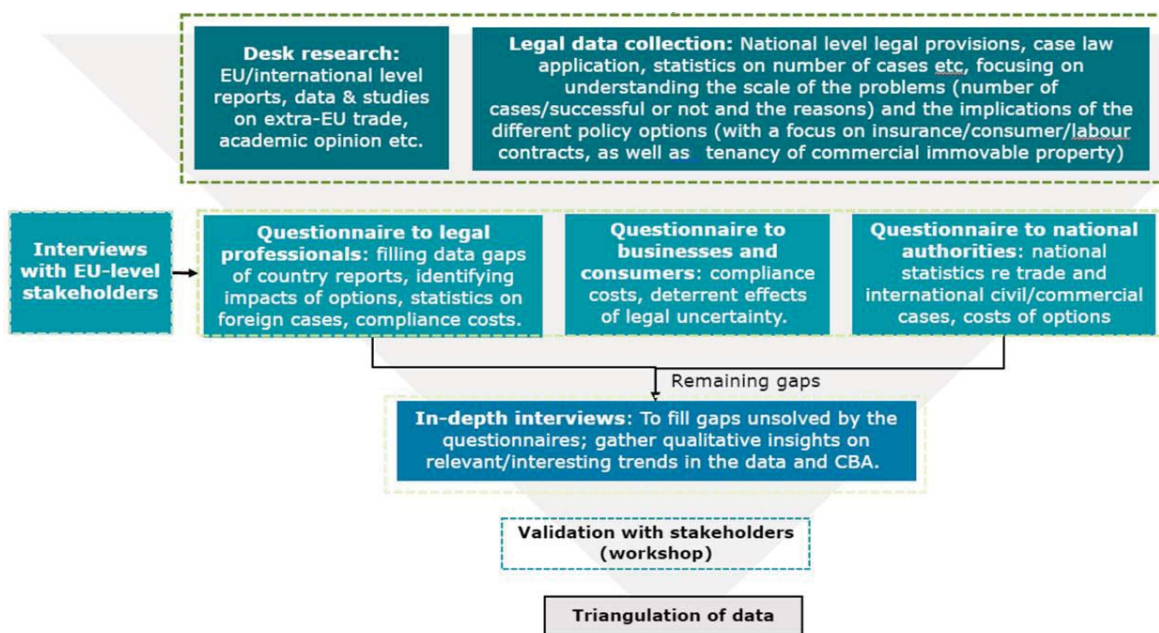 Desk research:
EU/international level
reports, data & studies
on extra-EU trade,
academic opinion etc.
Legal data collection: National level legal provisions, case law
application, statistics on number of cases etc, focusing on
understanding the scale of the problems (number of
cases/successful or not and the reasons) and the implications of the
different policy options (with a focus on insurance/consumer/labour
contracts, as well as tenancy of commercial immovable property)
Interviews
with EU-level
stakeholders
Questionnaire to legal
professionals: filling data gaps
of country reports, identifying
impacts of options, statistics on
foreign cases, compliance costs.
Questionnaire to
businesses and
consumers: compliance
costs, deterrent effects
of legal uncertainty.
Questionnaire to national
authorities: national
statistics re trade and
international civil/commercial
cases, costs of options
Remaining gaps
In-depth interviews: To fill gaps unsolved by the
questionnaires; gather qualitative insights on
relevant/interesting trends in the data and CBA.
Validation with stakeholders
(workshop)
Triangulation of data